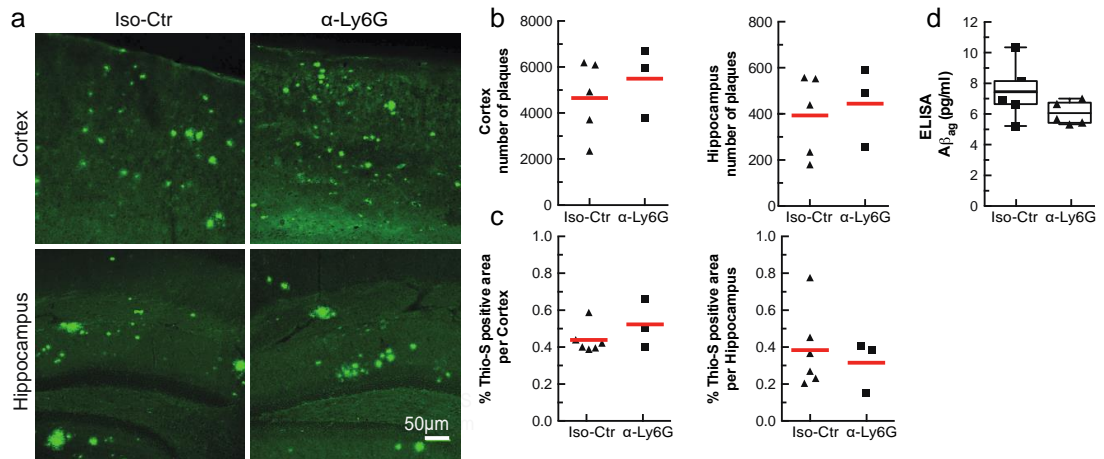 a
Iso-Ctr
α-Ly6G
Cortex
Hippocampus
50μm
b
Cortex
number of plaques
8000
6000
4000
2000
0
Iso-Ctr
α-Ly6G
Hippocampus
number of plaques
800
600
400
200
0
Iso-Ctr
α-Ly6G
c
% Thio-S positive area
per Cortex
1.0
0.8
0.6
0.4
0.2
0.0
Iso-Ctr
α-Ly6G
% Thio-S positive area
per Hippocampus
1.0
0.8
0.6
0.4
0.2
0.0
Iso-Ctr
α-Ly6G
d
ELISA
Aβag (pg/ml)
12
10
8
6
4
2
0
Iso-Ctr
α-Ly6G